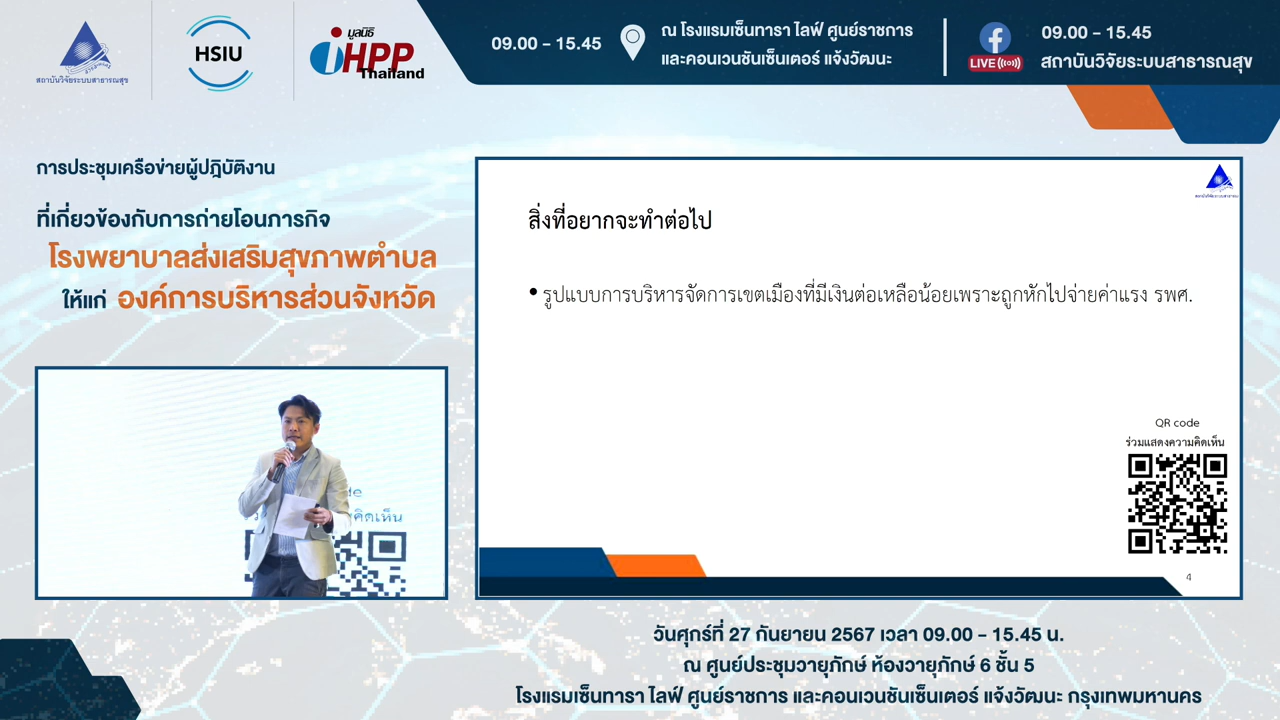 สถาบันวิจัยระบบสาธารณสุข
HSIU
มูลนิธิ
iHPP
Thailand
09.00 - 15.45
ณ โรงแรมเซ็นทารา ไลฟ์ ศูนย์ราชการ
และคอนเวนชันเซ็นเตอร์ แจ้งวัฒนะ
LIVE
09.00 - 15.45
สถาบันวิจัยระบบสาธารณสุข
การประชุมเครือข่ายผู้ปฏิบัติงาน
ที่เกี่ยวข้องกับการถ่ายโอนภารกิจ
โรงพยาบาลส่งเสริมสุขภาพตำบล
ให้แก่ องค์การบริหารส่วนจังหวัด
สิ่งที่อยากจะทำต่อไป
• รูปแบบการบริหารจัดการเขตเมืองที่มีเงินต่อเหลือน้อยเพราะถูกหักไปจ่ายค่าแรง รพศ.
QR code
ร่วมแสดงความคิดเห็น
4
de
คิดเห็น
วันศุกร์ที่ 27 กันยายน 2567 เวลา 09.00 - 15.45 น.
ณ ศูนย์ประชุมวายุภักษ์ ห้องวายุภักษ์ 6 ชั้น 5
โรงแรมเซ็นทารา ไลฟ์ ศูนย์ราชการ และคอนเวนชันเซ็นเตอร์ แจ้งวัฒนะ กรุงเทพมหานคร